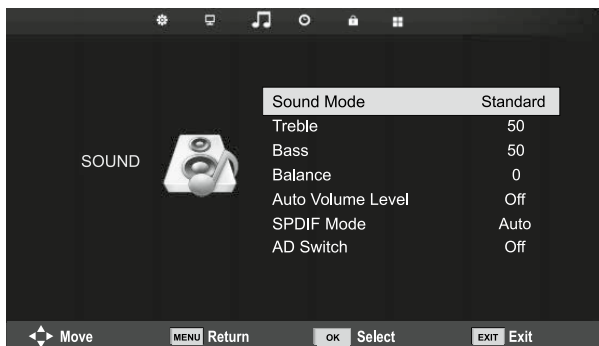 Sound Mode Standard
Treble 50
Bass 50
SOUND
Balance 0
Auto Volume Level Off
SPDIF Mode Auto
AD Switch Off
Move MENU Return OK Select EXIT Exit